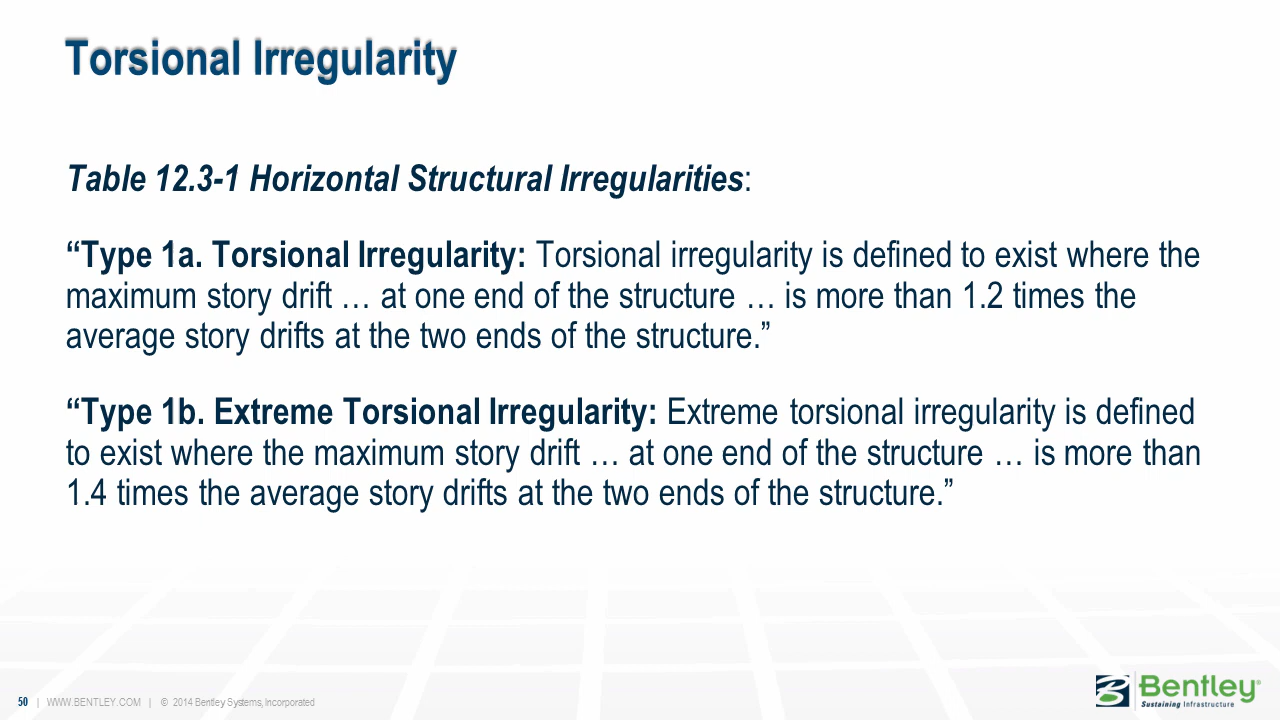 Torsional Irregularity
Table 12.3-1 Horizontal Structural Irregularities:
“Type 1a. Torsional Irregularity: Torsional irregularity is defined to exist where the
maximum story drift … at one end of the structure … is more than 1.2 times the
average story drifts at the two ends of the structure.”
“Type 1b. Extreme Torsional Irregularity: Extreme torsional irregularity is defined
to exist where the maximum story drift … at one end of the structure … is more than
1.4 times the average story drifts at the two ends of the structure.”
50 | WWW.BENTLEY.COM | © 2014 Bentley Systems, Incorporated
Bentley®
Sustaining Infrastructure